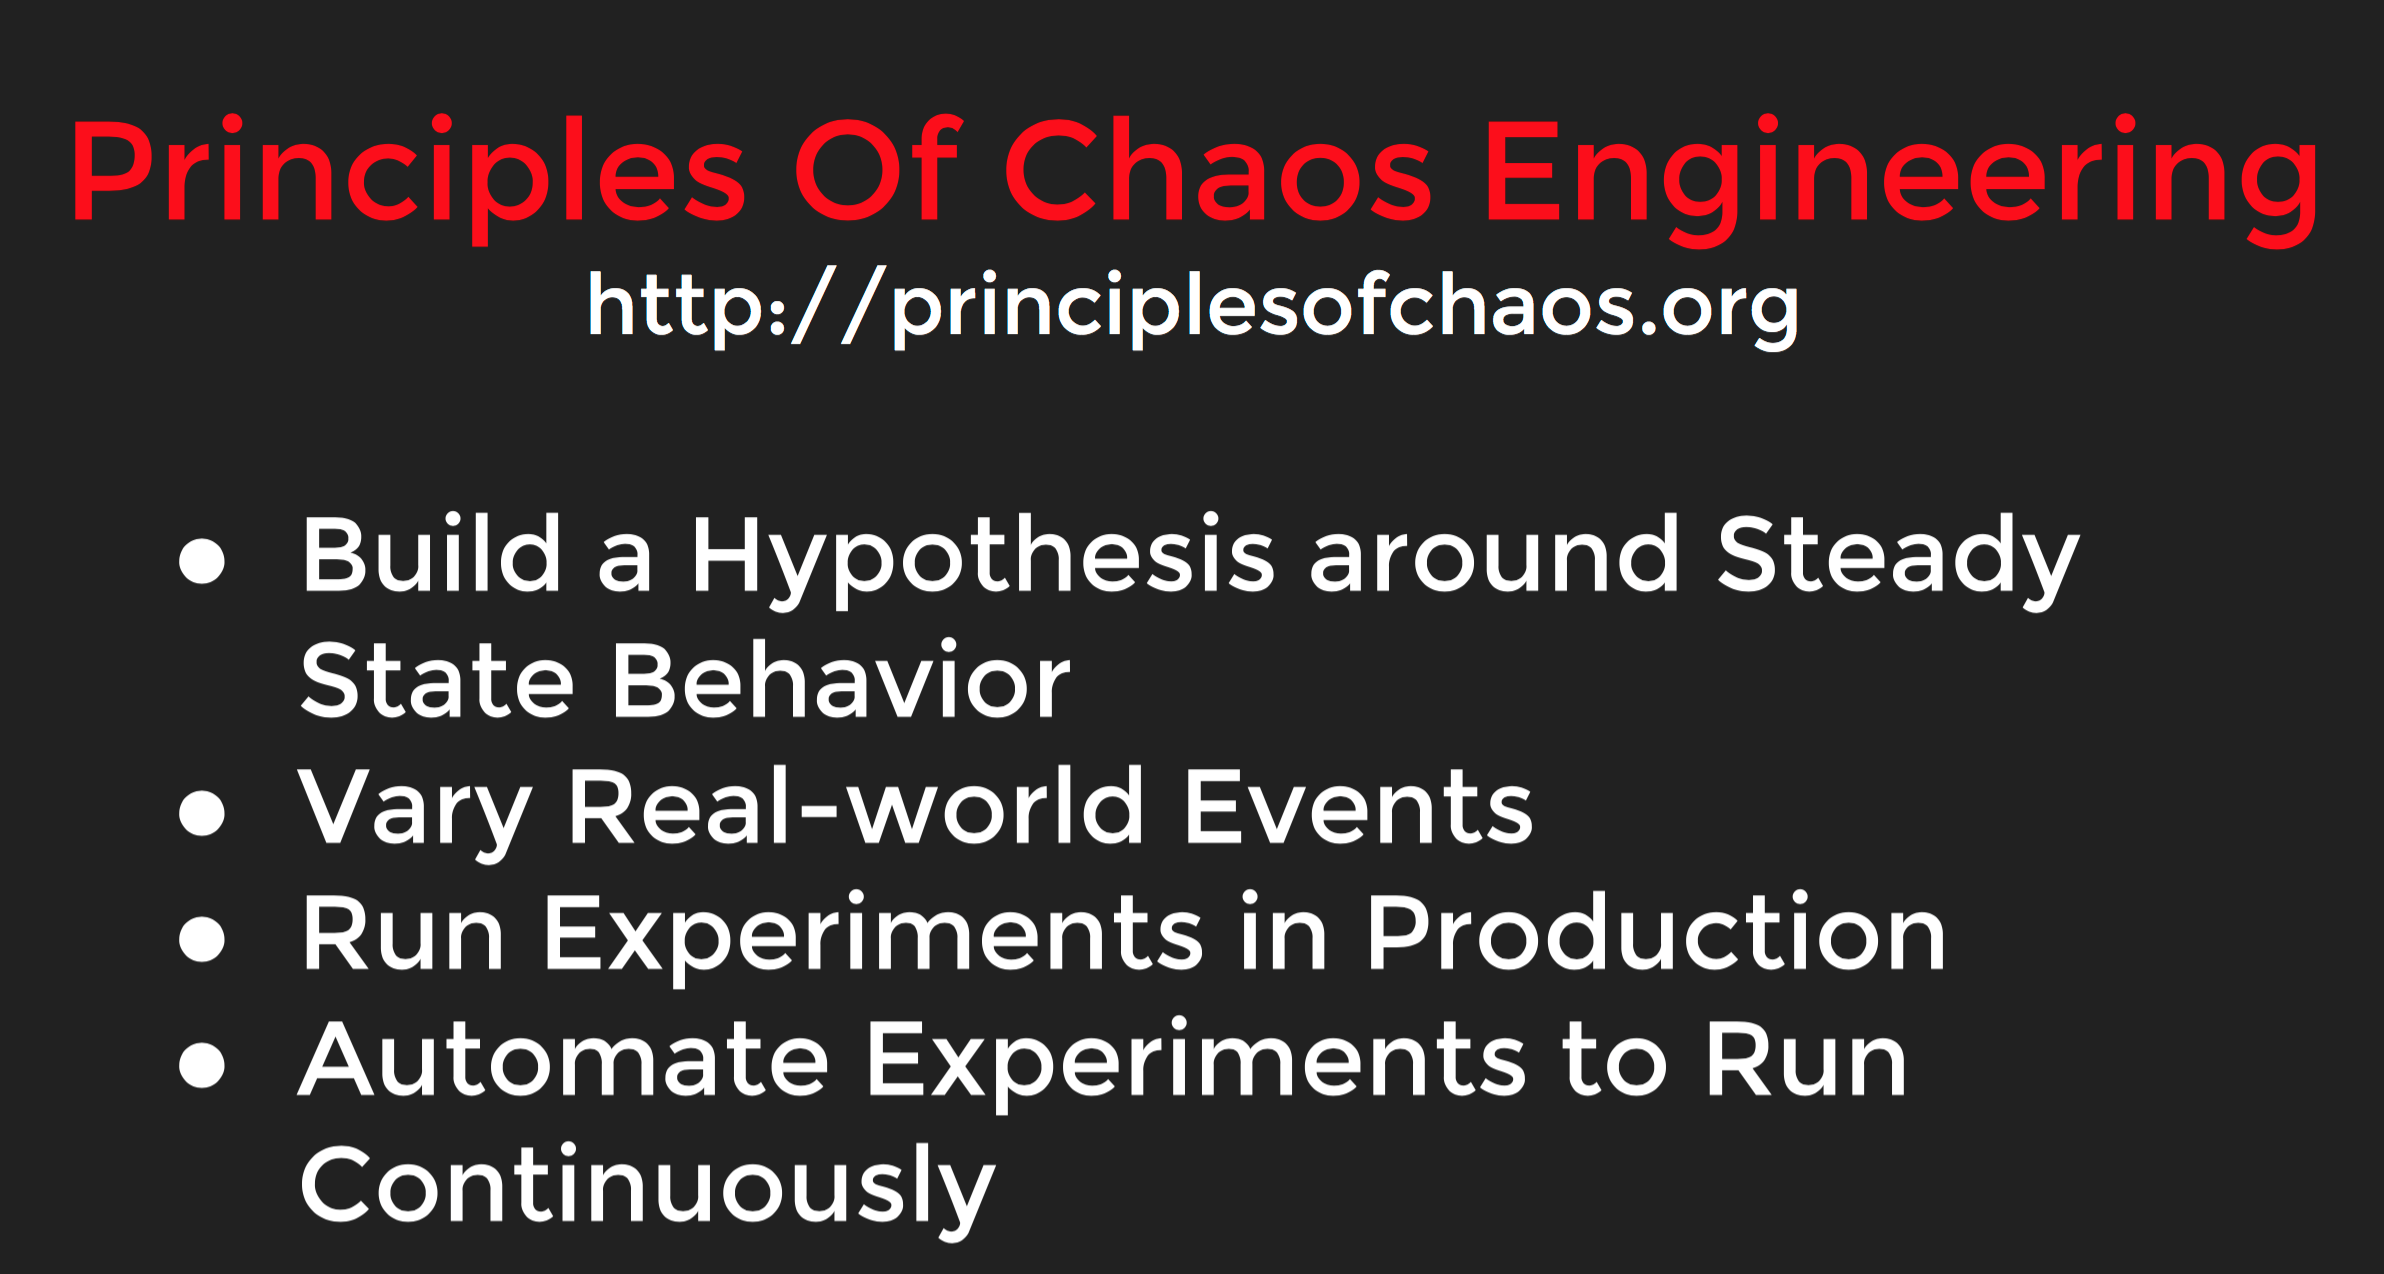 Principles Of Chaos Engineering
http://principlesofchaos.org
● Build a Hypothesis around Steady
State Behavior
● Vary Real-world Events
● Run Experiments in Production
● Automate Experiments to Run
Continuously